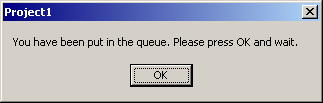 Project1
You have been put in the queue. Please press OK and wait.
OK